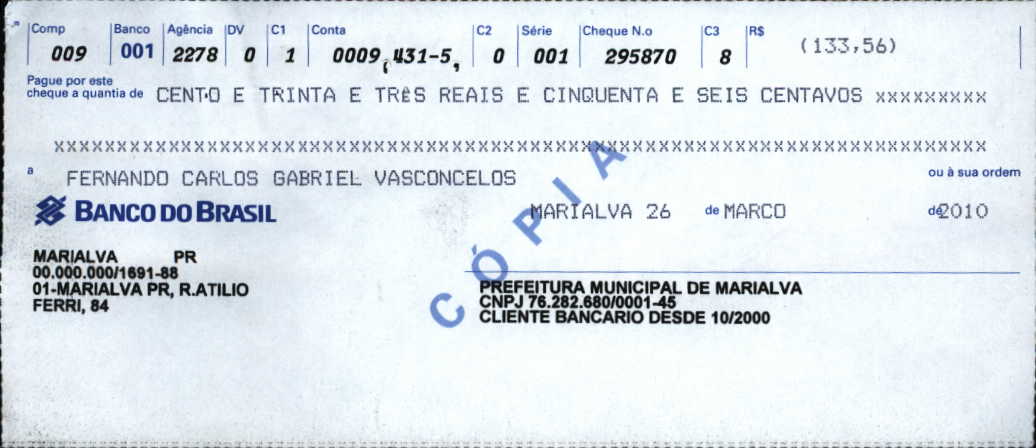 Comp Banco Agência DV C1 Conta C2 Série Cheque N.o C3 R$
009 001 2278 0 1 0009,431-5, 0 001 295870 8 (133,56)
Pague por este
cheque a quantia de CENTO E TRINTA E TRÊS REAIS E CINQUENTA E SEIS CENTAVOS xxxxxxxxx
xxxxxxxxxxxxxxxxxxxxxxxxxxxxxxxxxxxxxxxxxxxxxxxxxxxxxxxxxxxxxxxxxxxxxxxxxxx
a FERNANDO CARLOS GABRIEL VASCONCELOS ou à sua ordem
BANCO DO BRASIL MARIALVA 26 de MARCO de 2010
CÓPIA
MARIALVA PR
00.000.000/1691-88
01-MARIALVA PR, R.ATILIO
FERRI, 84
PREFEITURA MUNICIPAL DE MARIALVA
CNPJ 76.282.680/0001-45
CLIENTE BANCARIO DESDE 10/2000